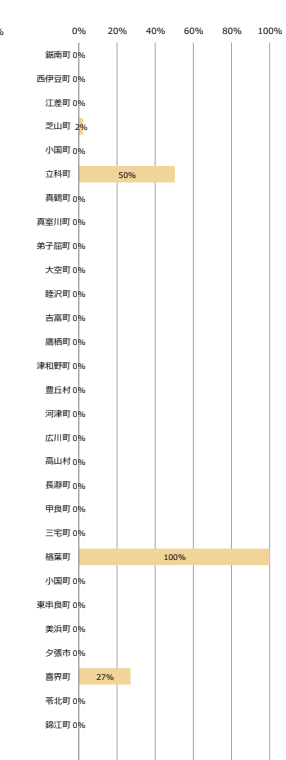 %
0% 20% 40% 60% 80% 100%
鋸南町 0%
西伊豆町 0%
江差町 0%
芝山町 2%
小国町 0%
立科町 50%
真鶴町 0%
真室川町 0%
弟子屈町 0%
大空町 0%
睦沢町 0%
吉富町 0%
鷹栖町 0%
津和野町 0%
豊丘村 0%
河津町 0%
広川町 0%
高山村 0%
長瀞町 0%
甲良町 0%
三宅町 0%
楢葉町 100%
小国町 0%
東串良町 0%
美浜町 0%
夕張市 0%
喜界町 27%
苓北町 0%
錦江町 0%